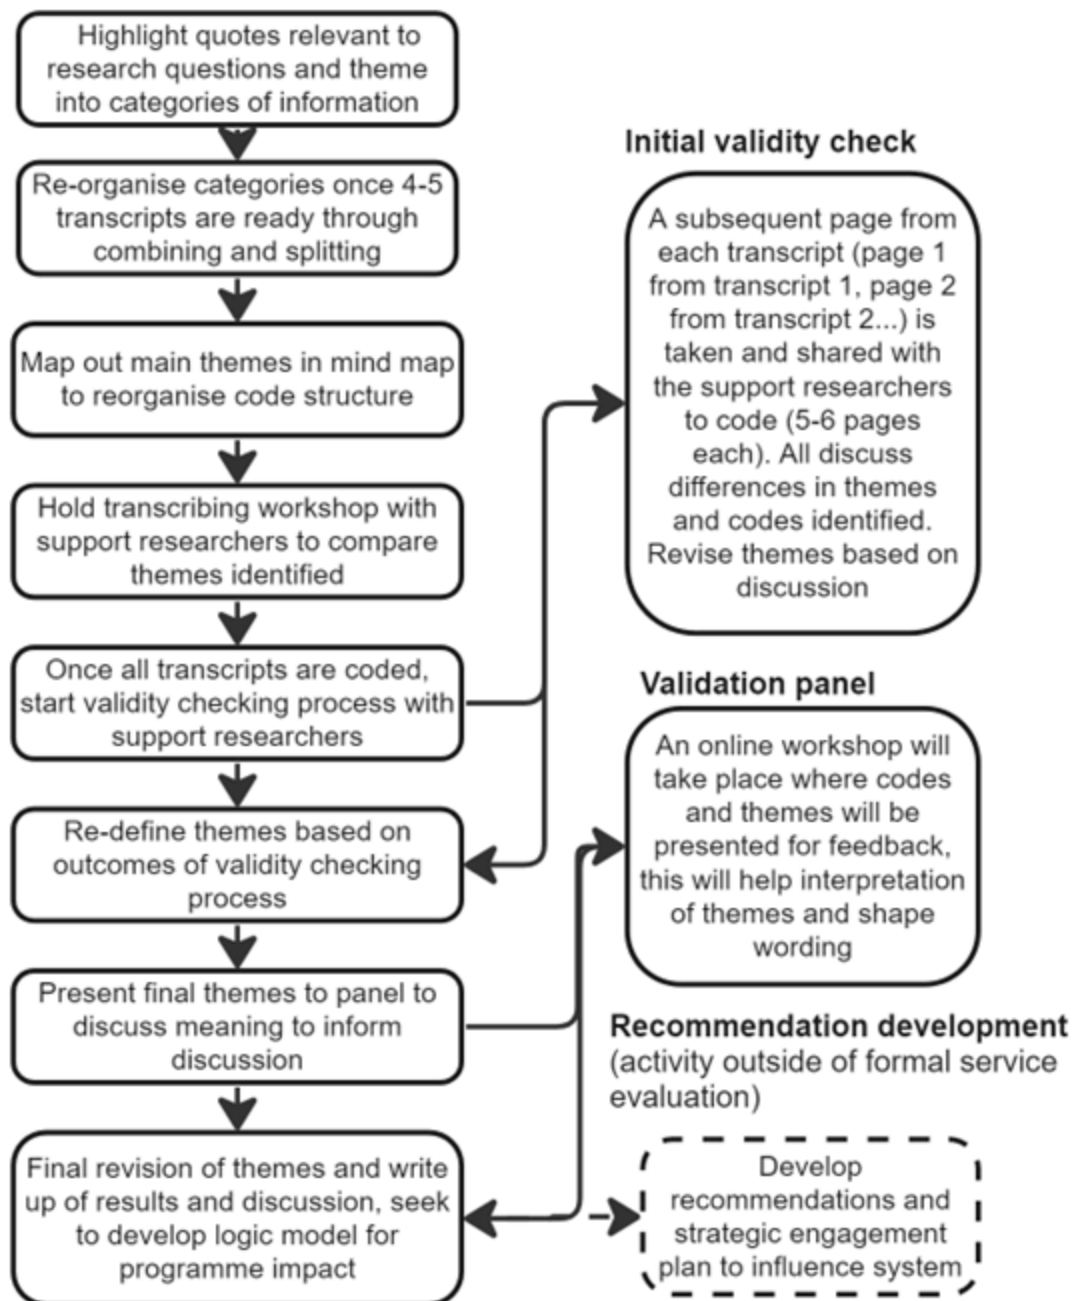 Highlight quotes relevant to
research questions and theme
into categories of information
Re-organise categories once 4-5
transcripts are ready through
combining and splitting
Map out main themes in mind map
to reorganise code structure
Hold transcribing workshop with
support researchers to compare
themes identified
Once all transcripts are coded,
start validity checking process with
support researchers
Re-define themes based on
outcomes of validity checking
process
Present final themes to panel to
discuss meaning to inform
discussion
Final revision of themes and write
up of results and discussion, seek
to develop logic model for
programme impact
Initial validity check
A subsequent page from
each transcript (page 1
from transcript 1, page 2
from transcript 2...) is
taken and shared with
the support researchers
to code (5-6 pages
each). All discuss
differences in themes
and codes identified.
Revise themes based on
discussion
Validation panel
An online workshop will
take place where codes
and themes will be
presented for feedback,
this will help interpretation
of themes and shape
wording
Recommendation development
(activity outside of formal service
evaluation)
Develop
recommendations and
strategic engagement
plan to influence system